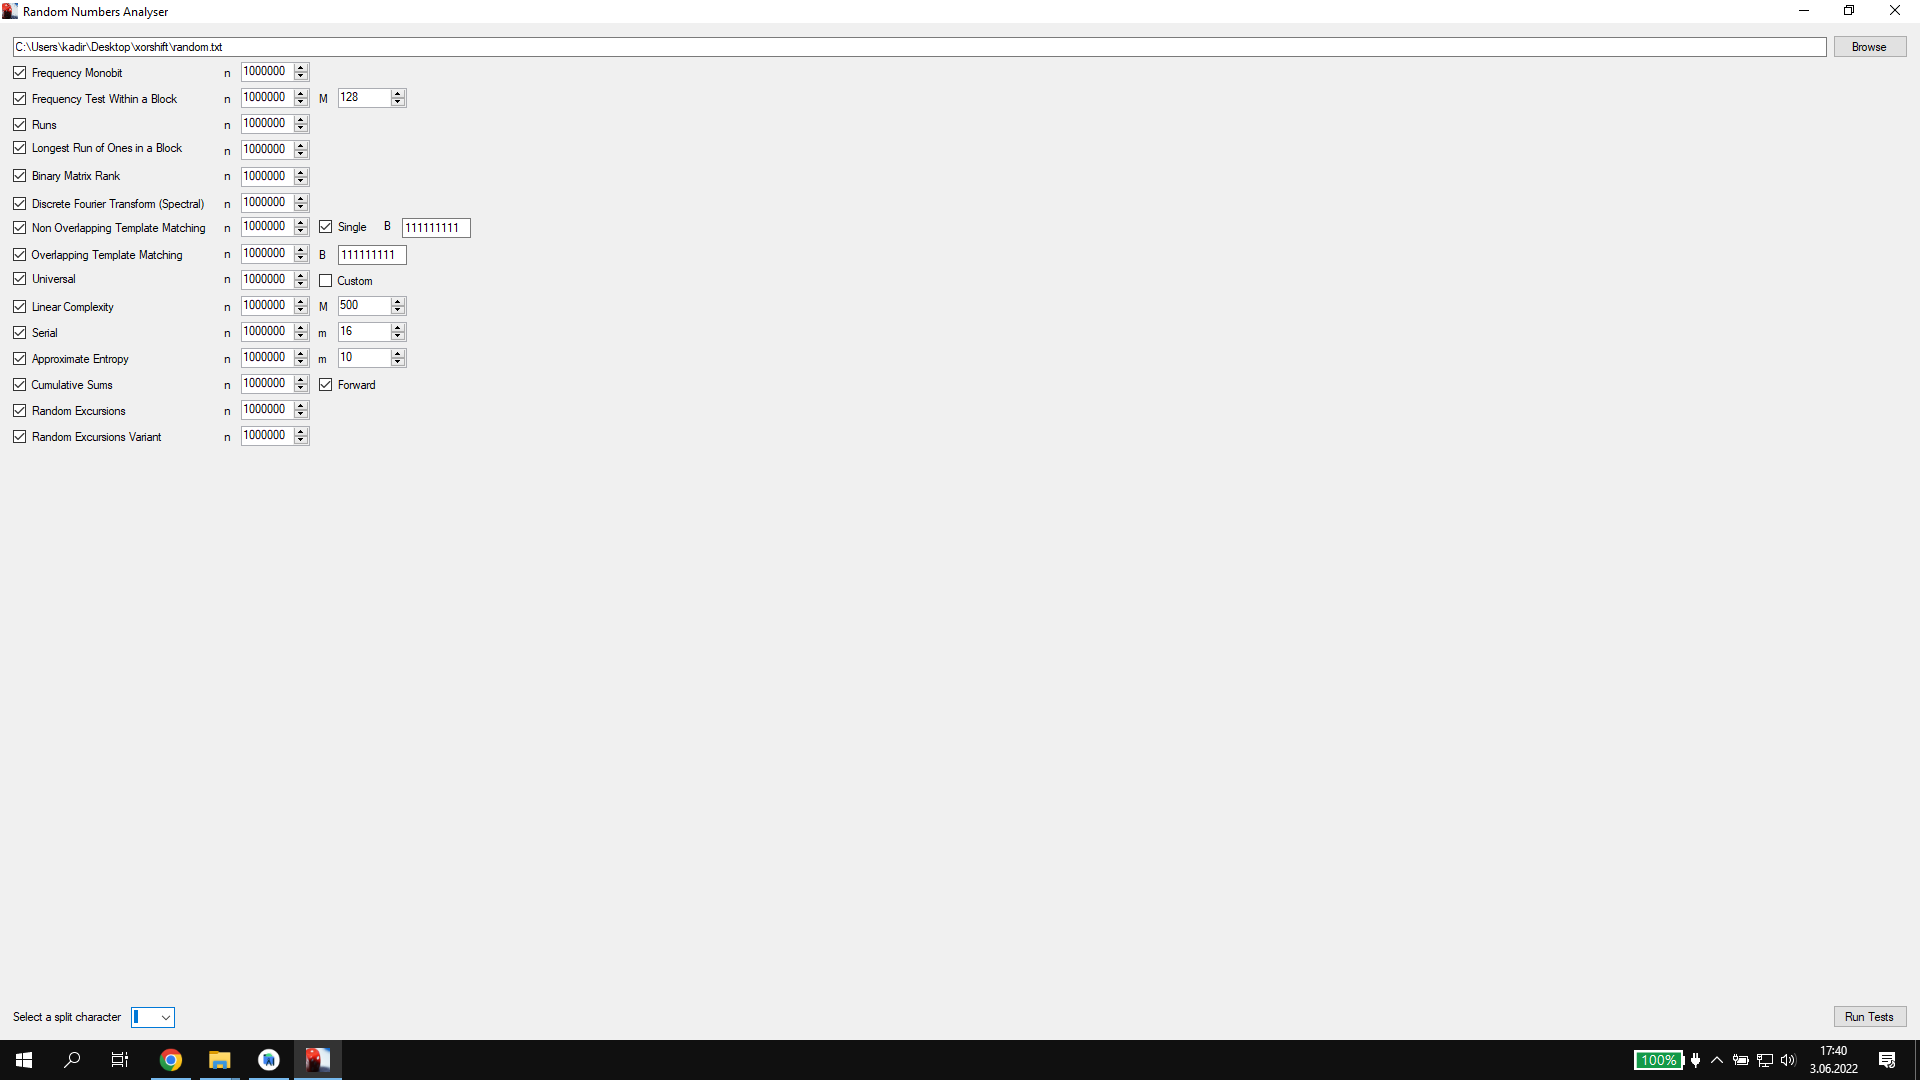 Random Numbers Analyser
C:\Users\kadir\Desktop\xorshift\random.txt Browse
Frequency Monobit n 1000000
Frequency Test Within a Block n 1000000 M 128
Runs n 1000000
Longest Run of Ones in a Block n 1000000
Binary Matrix Rank n 1000000
Discrete Fourier Transform (Spectral) n 1000000
Non Overlapping Template Matching n 1000000 Single B 111111111
Overlapping Template Matching n 1000000 B 111111111
Universal n 1000000 Custom
Linear Complexity n 1000000 M 500
Serial n 1000000 m 16
Approximate Entropy n 1000000 m 10
Cumulative Sums n 1000000 Forward
Random Excursions n 1000000
Random Excursions Variant n 1000000
Select a split character Run Tests
100% 17:40
3.06.2022